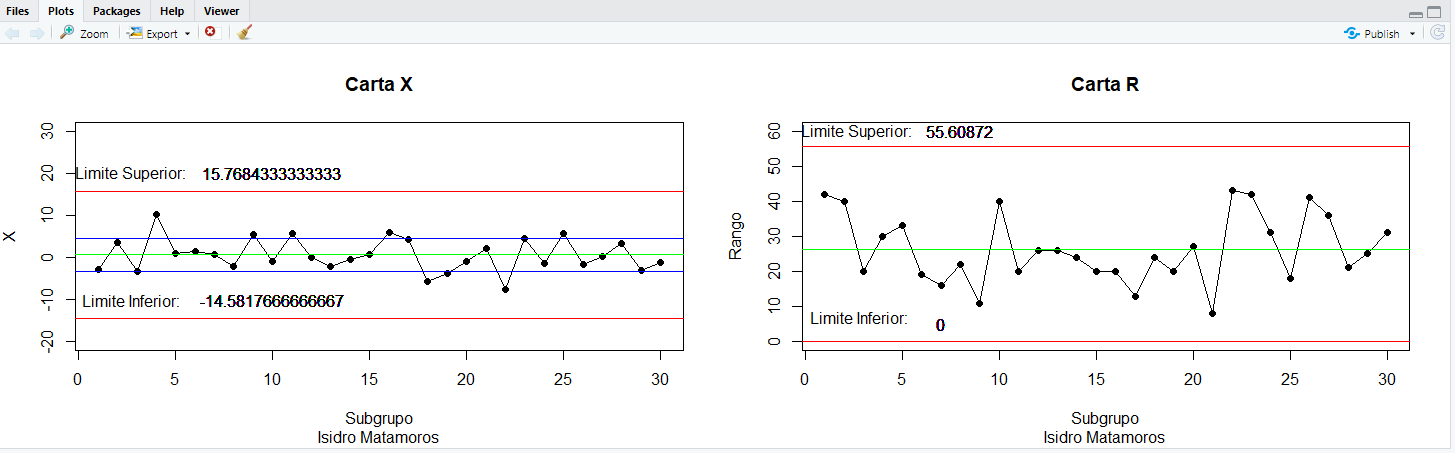 Files Plots Packages Help Viewer
Zoom Export Publish
Carta X
30
20
10
0
-10
-20
X
Limite Superior: 15.7684333333333
Limite Inferior: -14.5817666666667
0 5 10 15 20 25 30
Subgrupo
Isidro Matamoros
Carta R
60
50
40
30
20
10
0
Rango
Limite Superior: 55.60872
Limite Inferior: 0
0 5 10 15 20 25 30
Subgrupo
Isidro Matamoros